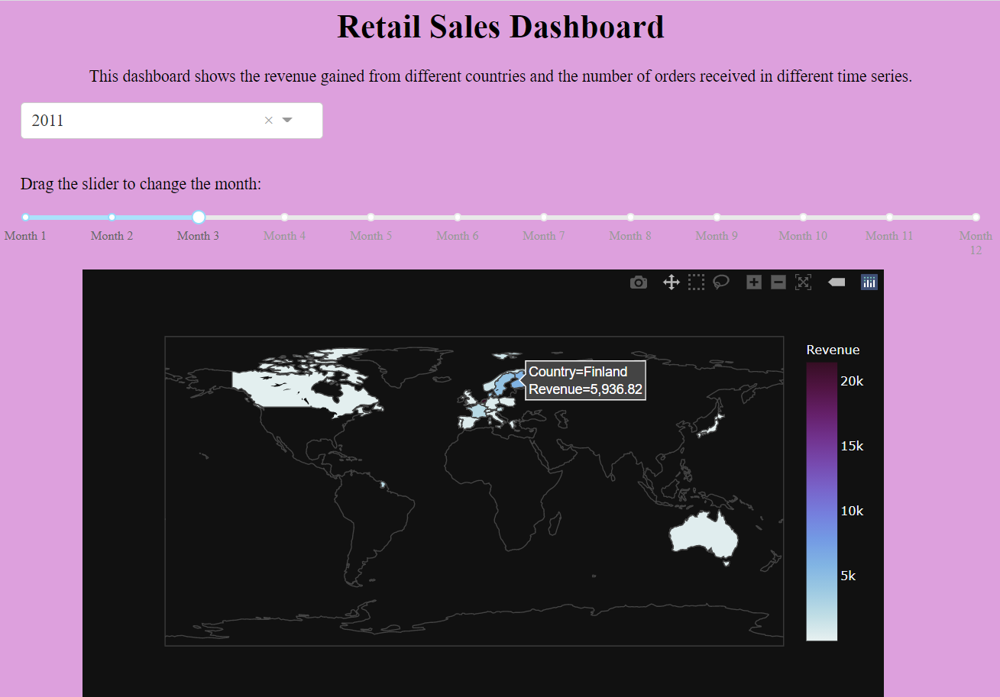 Retail Sales Dashboard
This dashboard shows the revenue gained from different countries and the number of orders received in different time series.
2011
Drag the slider to change the month:
Month 1 Month 2 Month 3 Month 4 Month 5 Month 6 Month 7 Month 8 Month 9 Month 10 Month 11 Month
12
Revenue
Country=Finland
Revenue=5,936.82
20k
15k
10k
5k